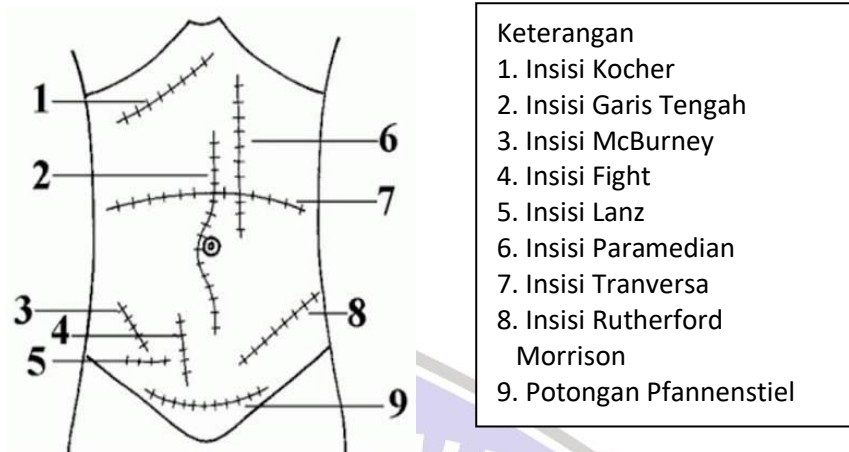 1
2
3
4
5
6
7
8
9
Keterangan
1. Insisi Kocher
2. Insisi Garis Tengah
3. Insisi McBurney
4. Insisi Fight
5. Insisi Lanz
6. Insisi Paramedian
7. Insisi Tranversa
8. Insisi Rutherford
Morrison
9. Potongan Pfannenstiel